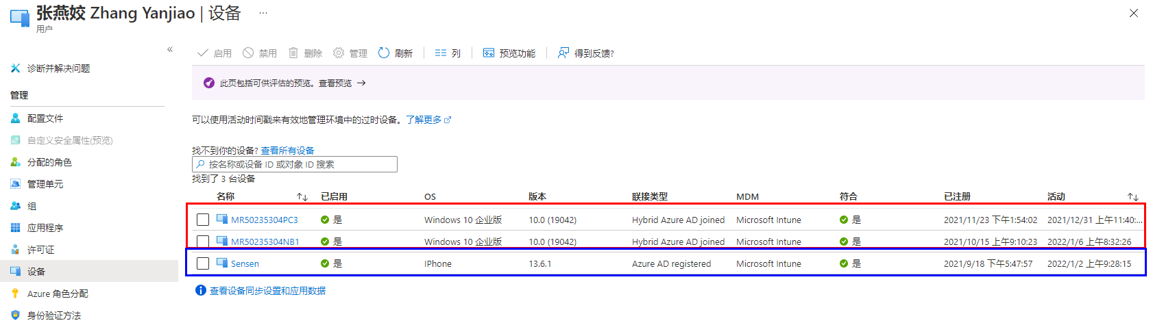 张燕姣 Zhang Yanjiao | 设备 ...
用户
诊断并解决问题
管理
配置文件
自定义安全属性(预览)
分配的角色
管理单元
组
应用程序
许可证
设备
Azure 角色分配
身份验证方法
启用 禁用 删除 管理 刷新 列 预览功能 得到反馈?
此页包括可供评估的预览。查看预览 →
可以使用活动时间戳来有效地管理环境中的过时设备。了解更多
找不到你的设备? 查看所有设备
按名称或设备 ID 或对象 ID 搜索
找到了 3 台设备
名称 已启用 OS 版本 联接类型 MDM 符合 已注册 活动
MR50235304PC3 是 Windows 10 企业版 10.0 (19042) Hybrid Azure AD joined Microsoft Intune 是 2021/11/23 下午1:54:02 2021/12/31 上午11:40:...
MR50235304NB1 是 Windows 10 企业版 10.0 (19042) Hybrid Azure AD joined Microsoft Intune 是 2021/10/15 上午9:10:23 2022/1/6 上午8:32:26
Sensen 是 IPhone 13.6.1 Azure AD registered Microsoft Intune 是 2021/9/18 下午5:47:57 2022/1/2 上午9:28:15
查看设备同步设置和应用数据